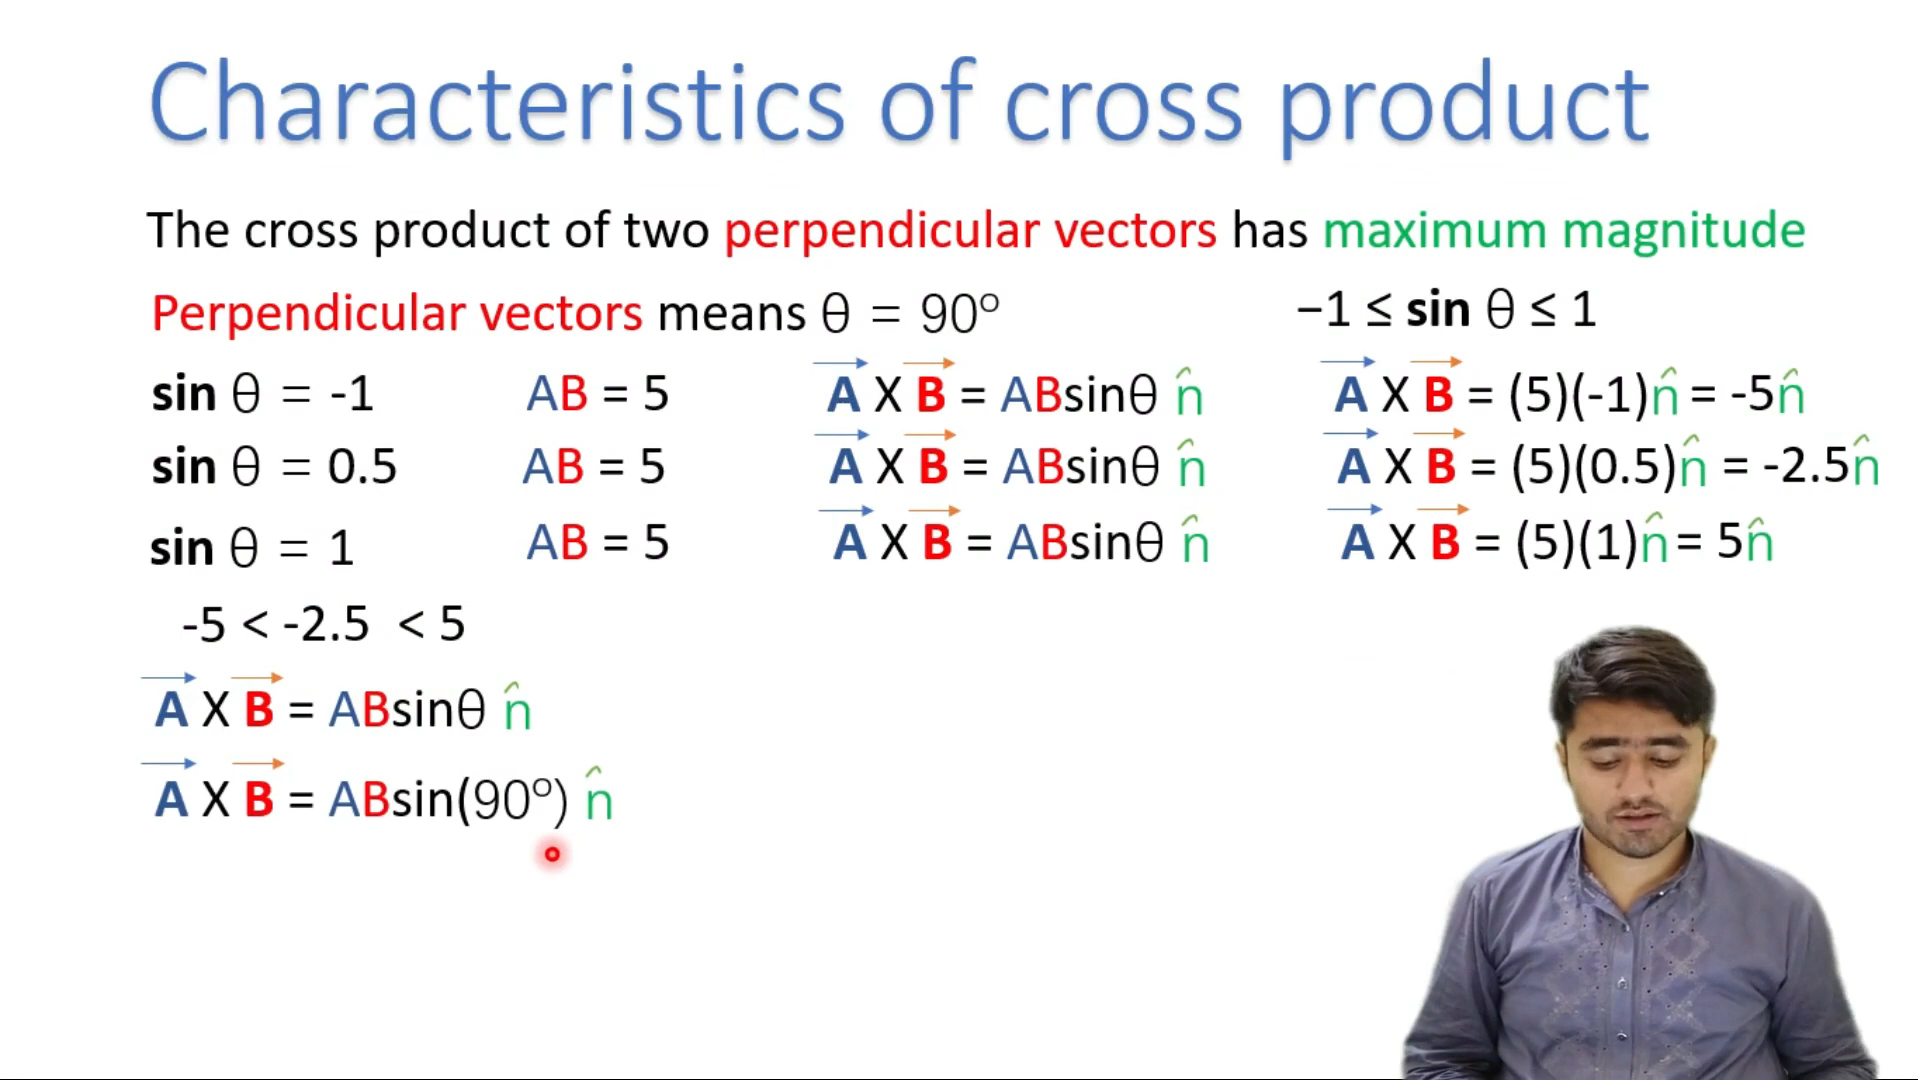 Characteristics of cross product
The cross product of two perpendicular vectors has maximum magnitude
Perpendicular vectors means θ = 90° −1 ≤ sin θ ≤ 1
sin θ = -1 AB = 5 A X B = ABsinθ n̂ A X B = (5)(-1)n̂ = -5n̂
sin θ = 0.5 AB = 5 A X B = ABsinθ n̂ A X B = (5)(0.5)n̂ = -2.5n̂
sin θ = 1 AB = 5 A X B = ABsinθ n̂ A X B = (5)(1)n̂ = 5n̂
-5 < -2.5 < 5
A X B = ABsinθ n̂
A X B = ABsin(90°) n̂